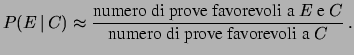 P(E | C) ≈ numero di prove favorevoli a E e C / numero di prove favorevoli a C .